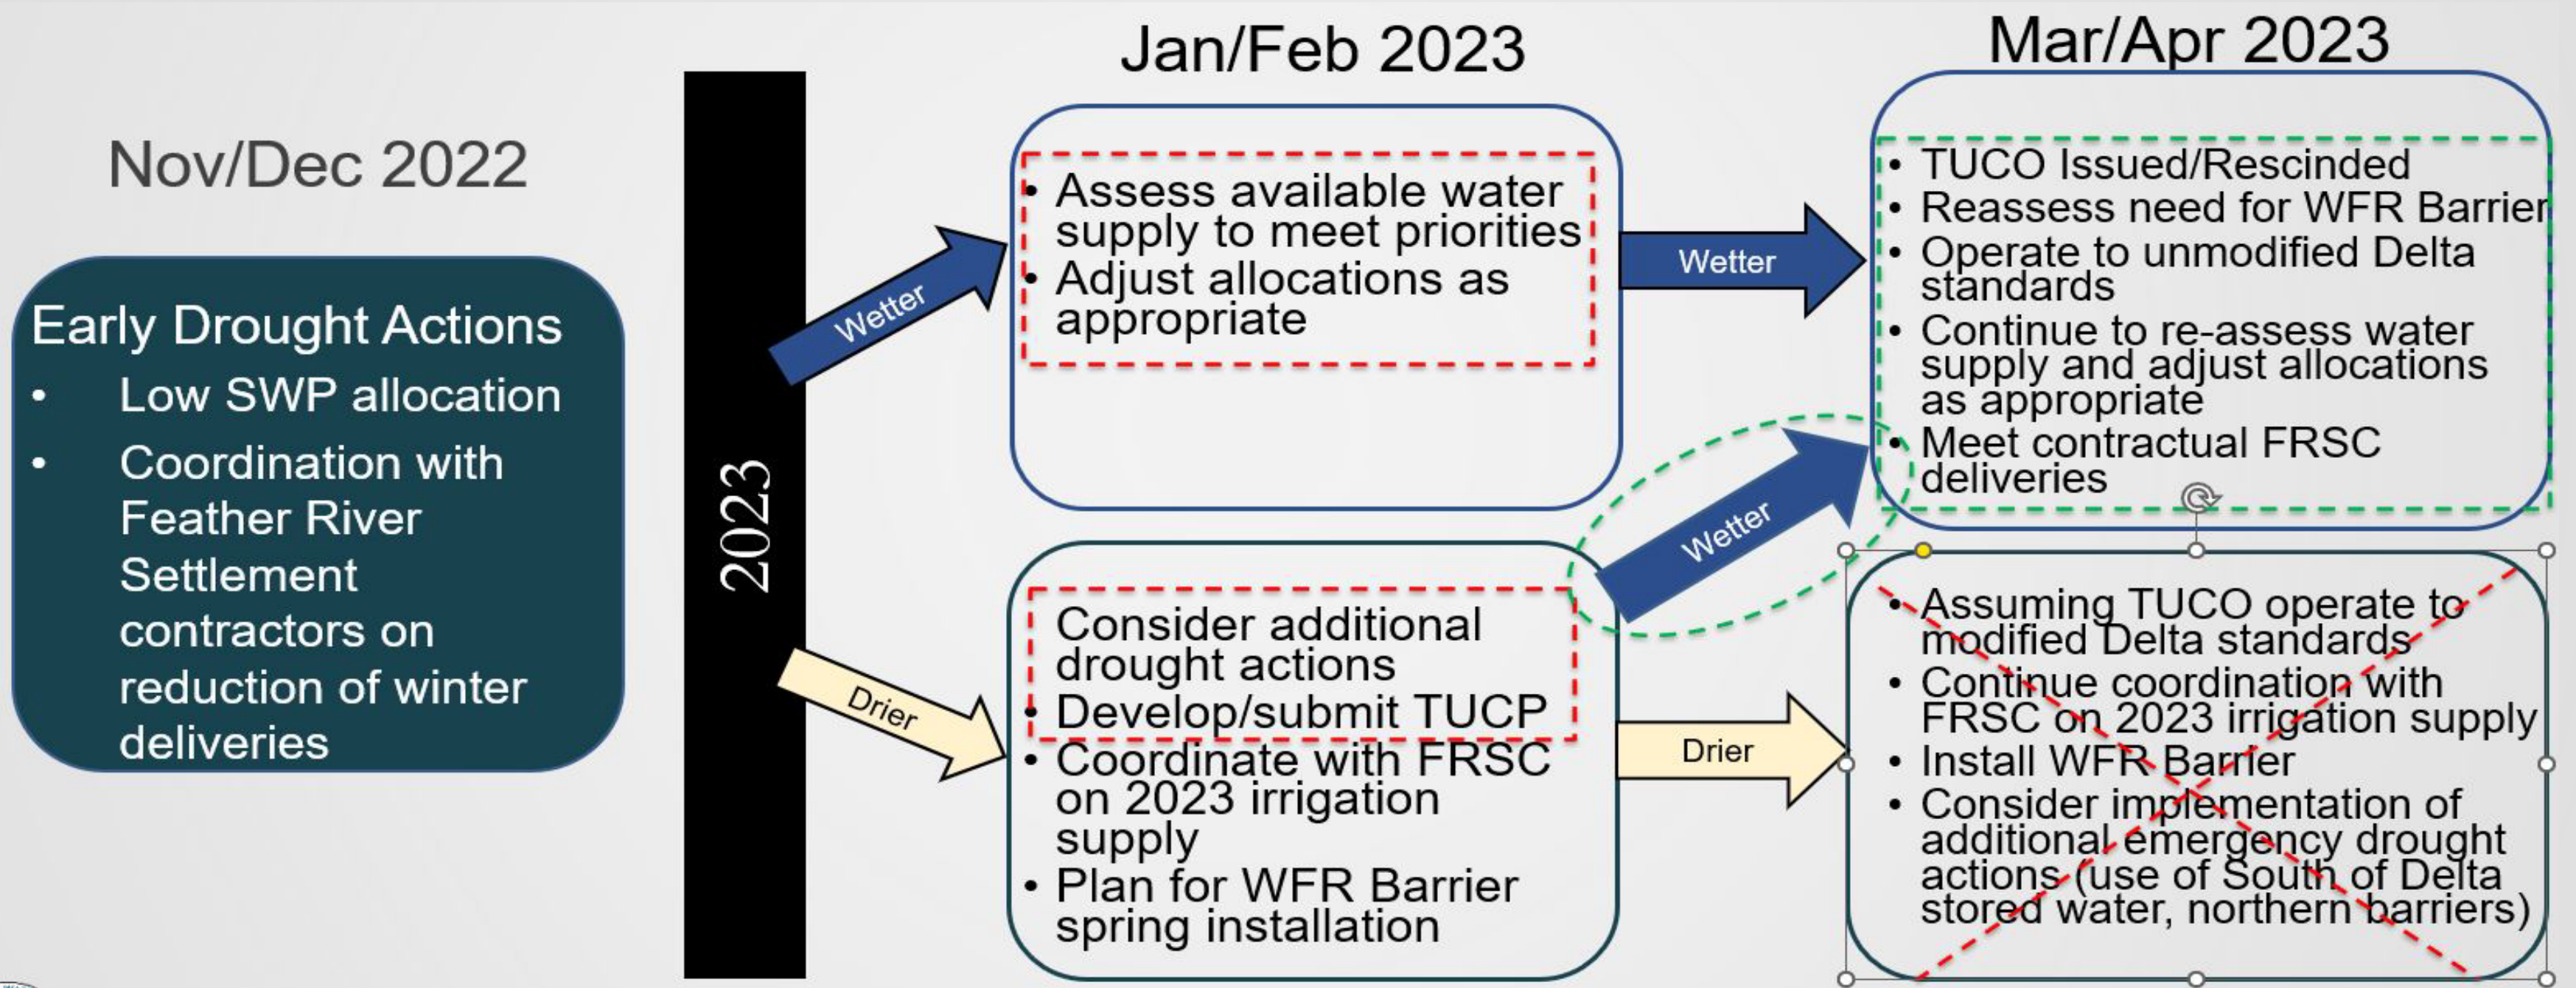 Nov/Dec 2022
Early Drought Actions
• Low SWP allocation
• Coordination with
Feather River
Settlement
contractors on
reduction of winter
deliveries
2023
Wetter
Drier
Jan/Feb 2023
• Assess available water
supply to meet priorities
• Adjust allocations as
appropriate
Consider additional
drought actions
• Develop/submit TUCP
• Coordinate with FRSC
on 2023 irrigation
supply
• Plan for WFR Barrier
spring installation
Wetter
Wetter
Drier
Mar/Apr 2023
• TUCO Issued/Rescinded
• Reassess need for WFR Barrier
• Operate to unmodified Delta
standards
• Continue to re-assess water
supply and adjust allocations
as appropriate
• Meet contractual FRSC
deliveries
• Assuming TUCO operate to
modified Delta standards
• Continue coordination with
FRSC on 2023 irrigation supply
• Install WFR Barrier
• Consider implementation of
additional emergency drought
actions (use of South of Delta
stored water, northern barriers)